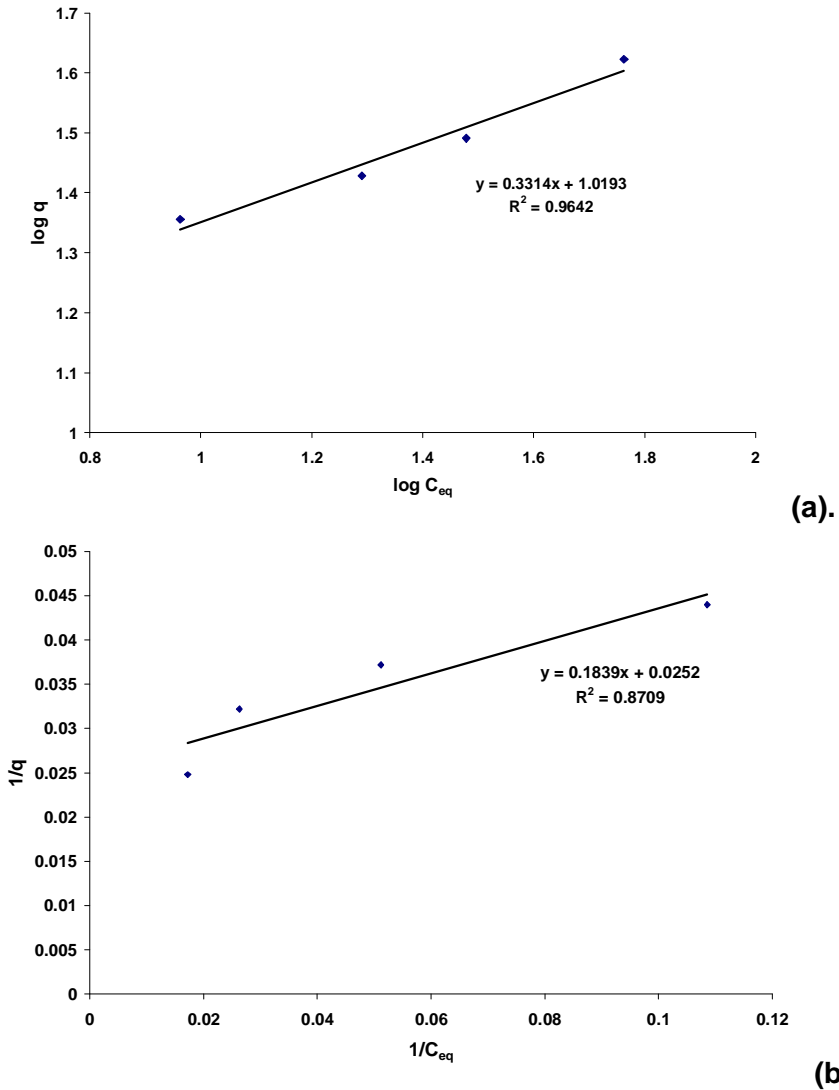 1.7
1.6
1.5
1.4
1.3
1.2
1.1
1
log q
y = 0.3314x + 1.0193
R² = 0.9642
0.8 1 1.2 1.4 1.6 1.8 2
log Ceq
(a).
0.05
0.045
0.04
0.035
0.03
0.025
0.02
0.015
0.01
0.005
0
1/q
y = 0.1839x + 0.0252
R² = 0.8709
0 0.02 0.04 0.06 0.08 0.1 0.12
1/Ceq
(b